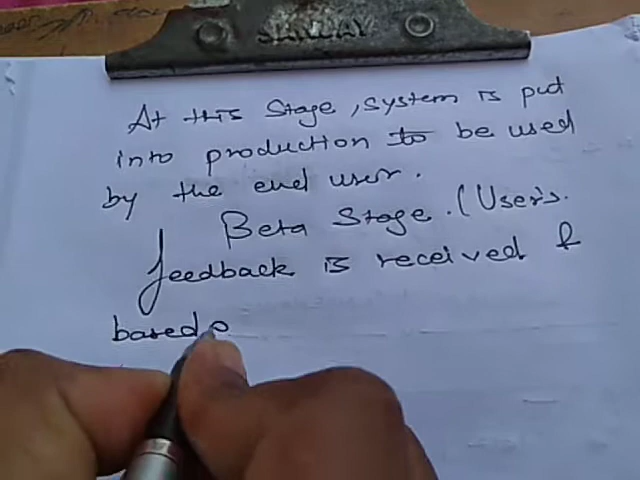 At this Stage, System is put
into production to be used
by the end user.
Beta Stage. (User's.
feedback is received &
based o